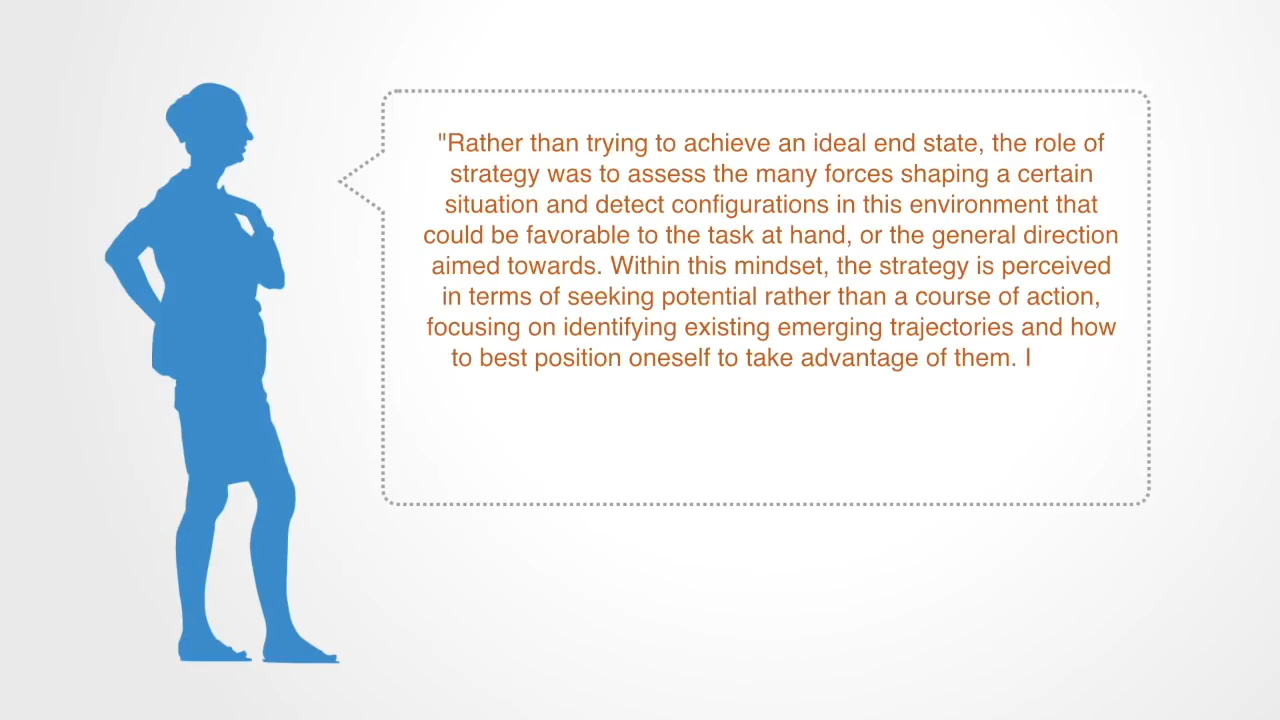 "Rather than trying to achieve an ideal end state, the role of
strategy was to assess the many forces shaping a certain
situation and detect configurations in this environment that
could be favorable to the task at hand, or the general direction
aimed towards. Within this mindset, the strategy is perceived
in terms of seeking potential rather than a course of action,
focusing on identifying existing emerging trajectories and how
to best position oneself to take advantage of them. I